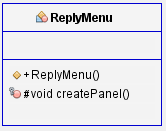 ReplyMenu
+ReplyMenu()
#void createPanel()